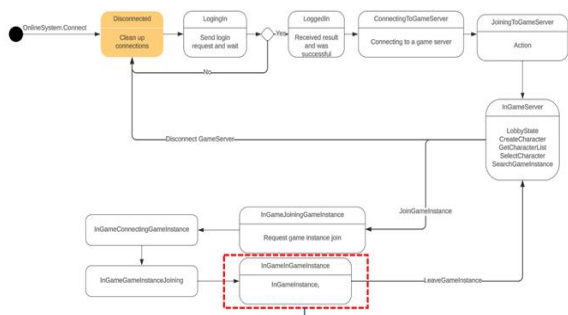 OnlineSystem.Connect
Disconnected
Clean up
connections
LogingIn
Send login
request and wait
Yes
No
LoggedIn
Received result
and was
successful
ConnectingToGameServer
Connecting to a game server
JoiningToGameServer
Action
InGameServer
LobbyState
CreateCharacter
GetCharacterList
SelectCharacter
SearchGameInstance
Disconnect GameServer
JoinGameInstance
InGameJoiningGameInstance
Request game instance join
InGameConnectingGameInstance
InGameGameInstanceJoining
InGameInGameInstance
InGameInstance,
LeaveGameInstance